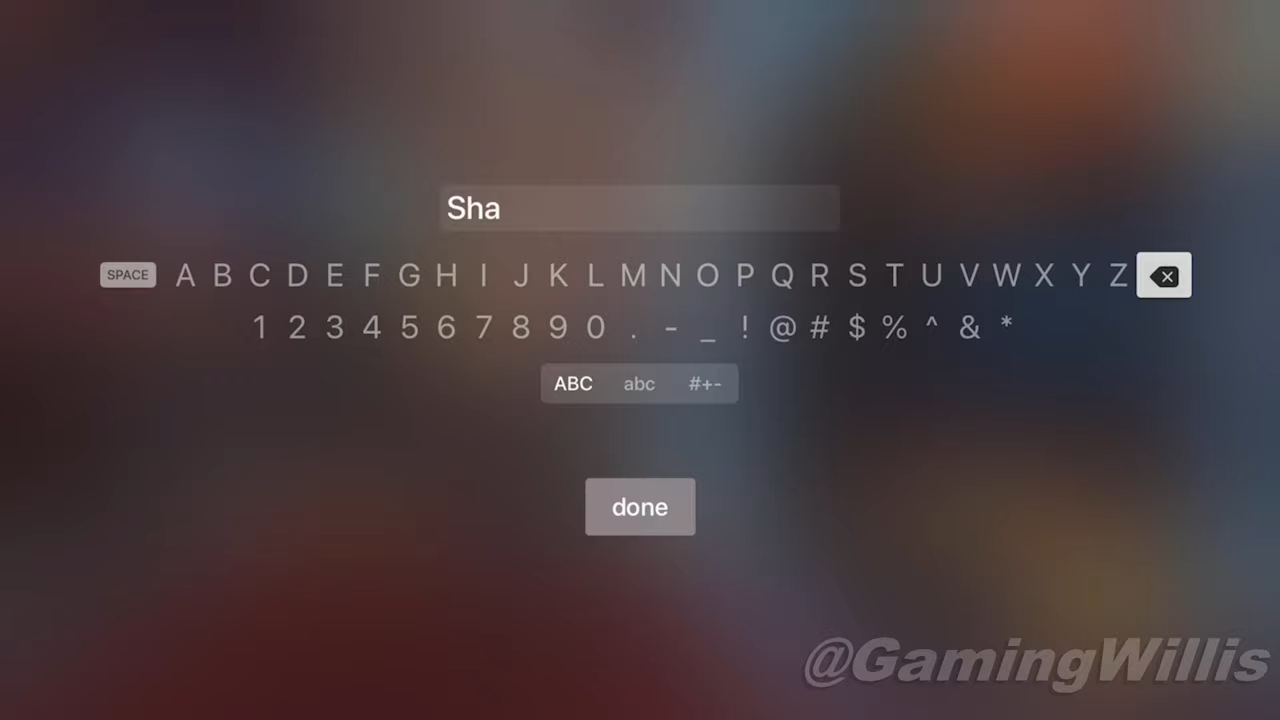 Sha
SPACE A B C D E F G H I J K L M N O P Q R S T U V W X Y Z
1 2 3 4 5 6 7 8 9 0 . - _ ! @ # $ % ^ & *
ABC abc #+-
done
@GamingWillis